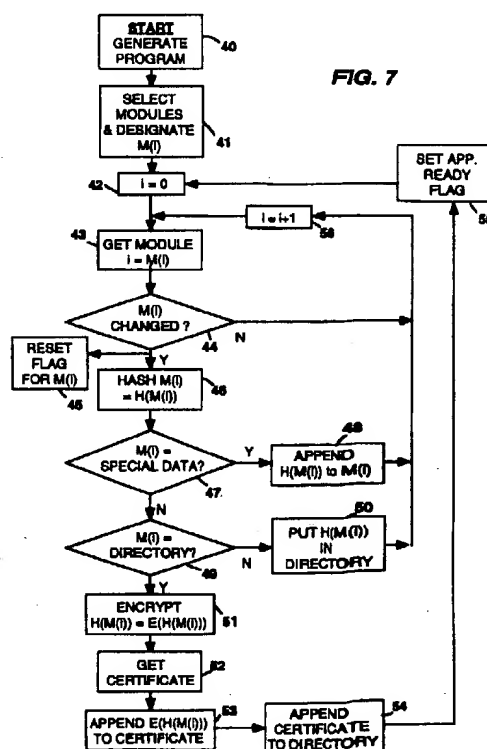 START
GENERATE
PROGRAM
40
FIG. 7
SELECT
MODULES
& DESIGNATE
M(i)
41
SET APP.
READY
FLAG
i = 0
42
i = i+1
56
43
GET MODULE
i = M(i)
M(i)
CHANGED ?
44
N
Y
RESET
FLAG
FOR M(i)
45
HASH M(i)
= H(M(i))
46
M(i) =
SPECIAL DATA?
47
Y
48
APPEND
H(M(i)) to M(i)
N
M(i) =
DIRECTORY?
49
N
50
PUT H(M(i))
IN
DIRECTORY
Y
ENCRYPT
H(M(i)) = E(H(M(i)))
51
GET
CERTIFICATE
52
APPEND E(H(M(i)))
TO CERTIFICATE
53
APPEND
CERTIFICATE
TO DIRECTORY
54